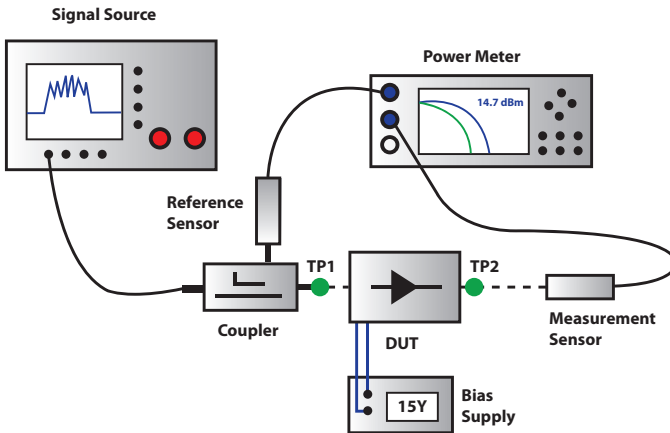 Signal Source
Power Meter
14.7 dBm
Reference
Sensor
TP1
TP2
Coupler
DUT
Measurement
Sensor
15Y
Bias
Supply